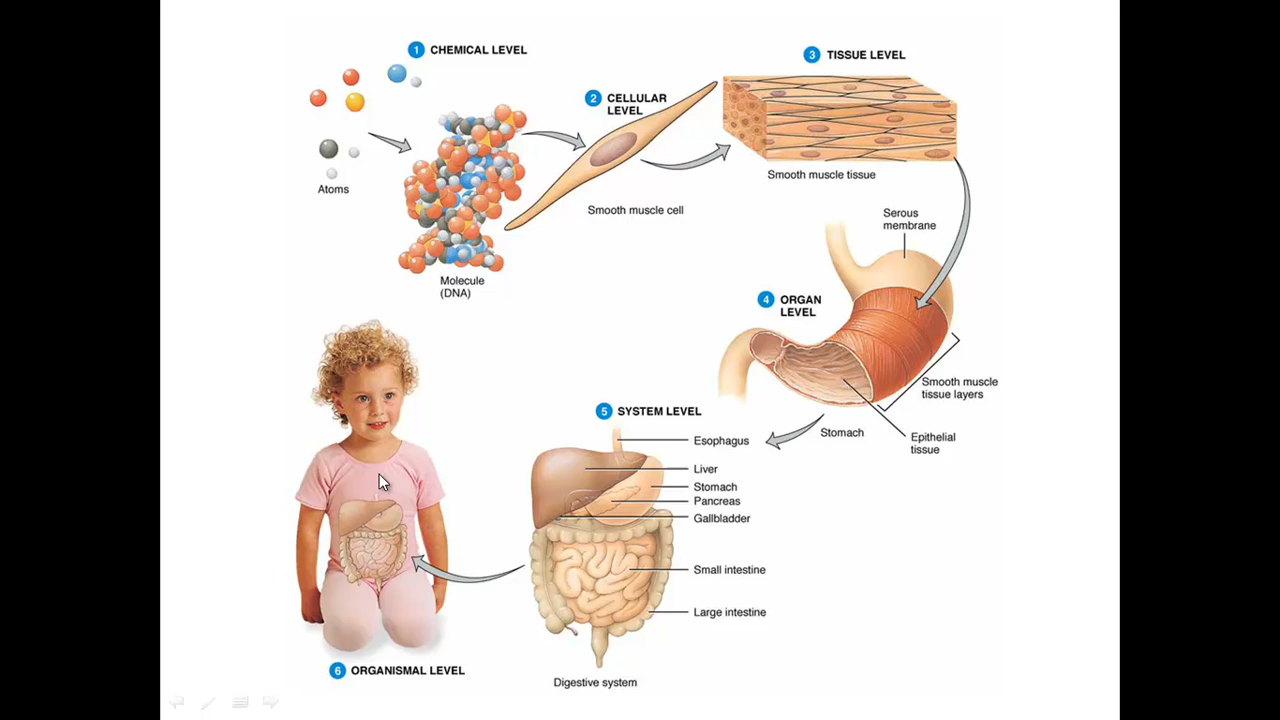 1 CHEMICAL LEVEL
Atoms
Molecule
(DNA)
2 CELLULAR
LEVEL
Smooth muscle cell
3 TISSUE LEVEL
Smooth muscle tissue
Serous
membrane
4 ORGAN
LEVEL
Smooth muscle
tissue layers
Epithelial
tissue
Stomach
5 SYSTEM LEVEL
Esophagus
Liver
Stomach
Pancreas
Gallbladder
Small intestine
Large intestine
Digestive system
6 ORGANISMAL LEVEL